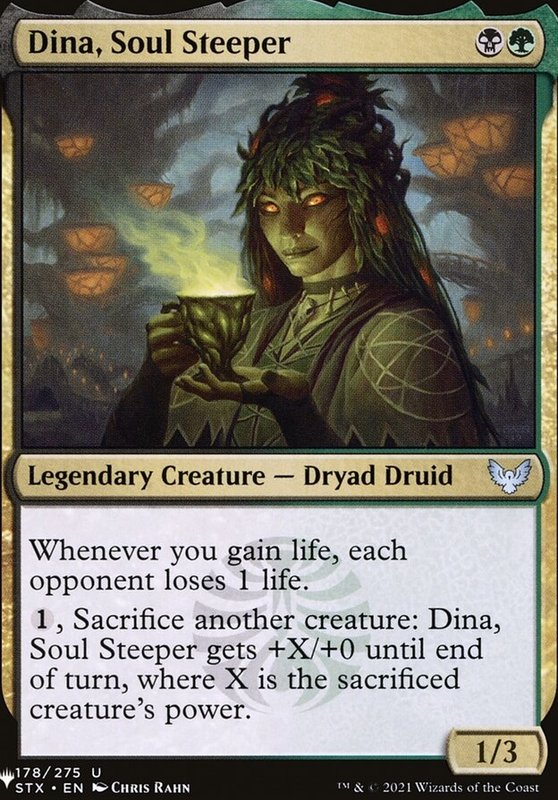 Dina, Soul Steeper
Legendary Creature — Dryad Druid
Whenever you gain life, each
opponent loses 1 life.
1, Sacrifice another creature: Dina,
Soul Steeper gets +X/+0 until end
of turn, where X is the sacrificed
creature's power.
1/3
178/275 U
STX • EN Chris Rahn
™ & © 2021 Wizards of the Coast